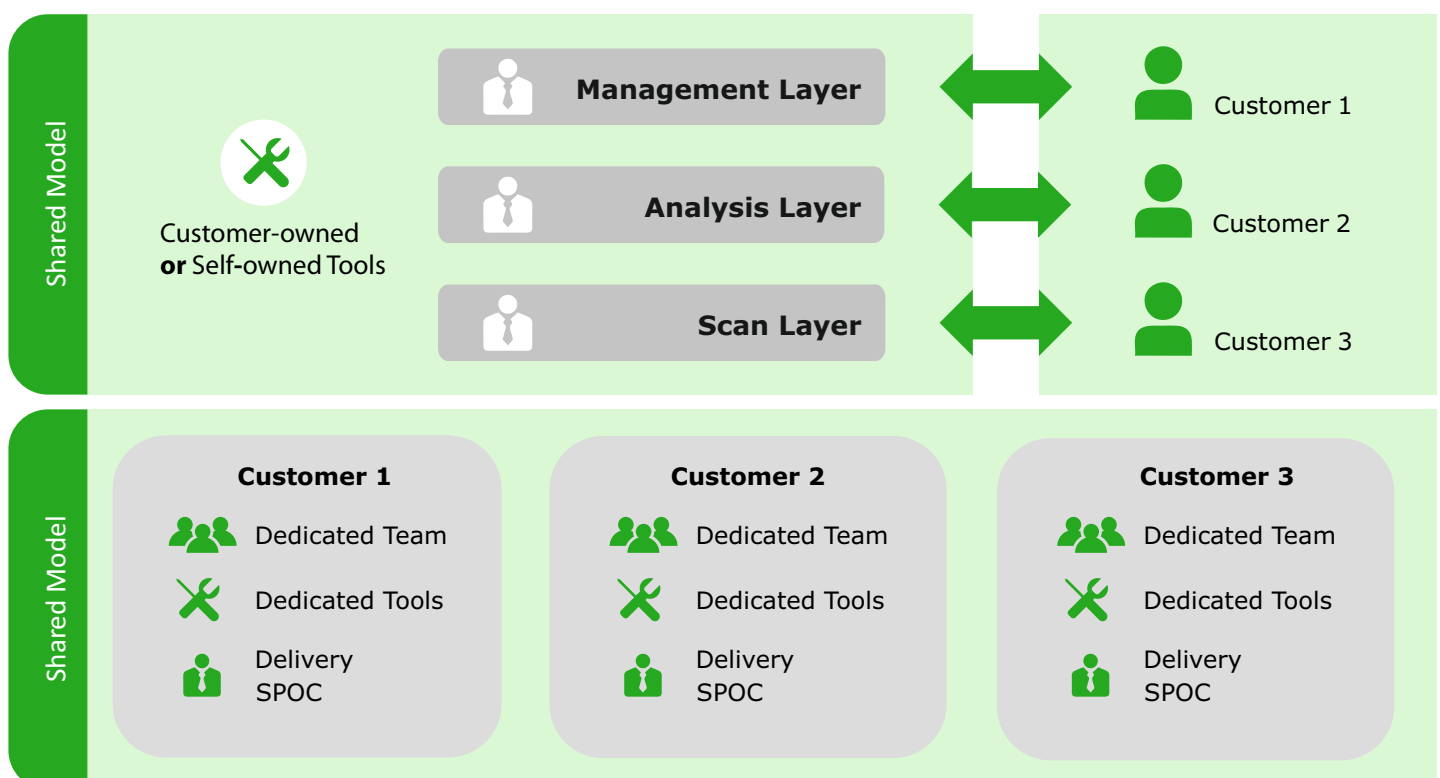 Shared Model
Customer-owned
or Self-owned Tools
Management Layer
Analysis Layer
Scan Layer
Customer 1
Customer 2
Customer 3
Shared Model
Customer 1
Dedicated Team
Dedicated Tools
Delivery
SPOC
Customer 2
Dedicated Team
Dedicated Tools
Delivery
SPOC
Customer 3
Dedicated Team
Dedicated Tools
Delivery
SPOC